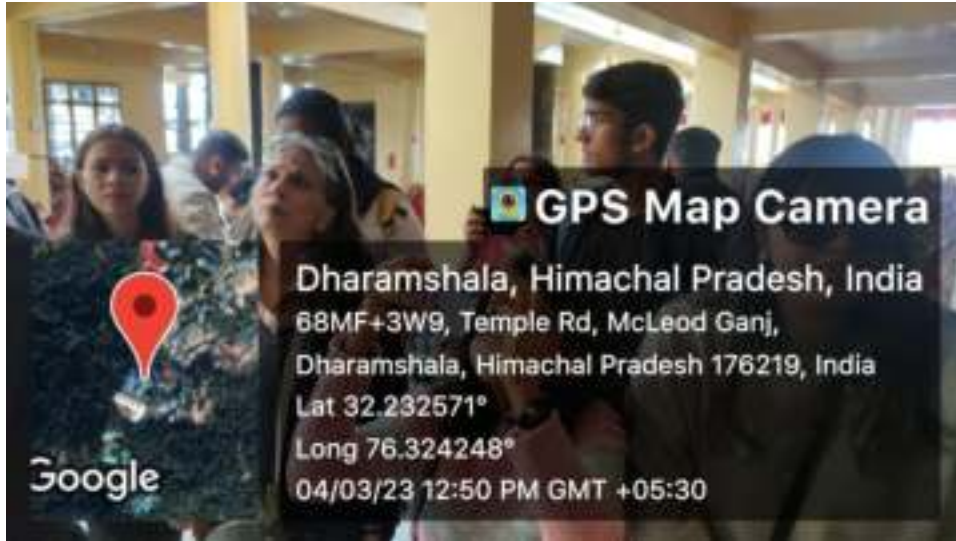 GPS Map Camera
Dharamshala, Himachal Pradesh, India
68MF+3W9, Temple Rd, McLeod Ganj,
Dharamshala, Himachal Pradesh 176219, India
Lat 32.232571°
Long 76.324248°
04/03/23 12:50 PM GMT +05:30
Google